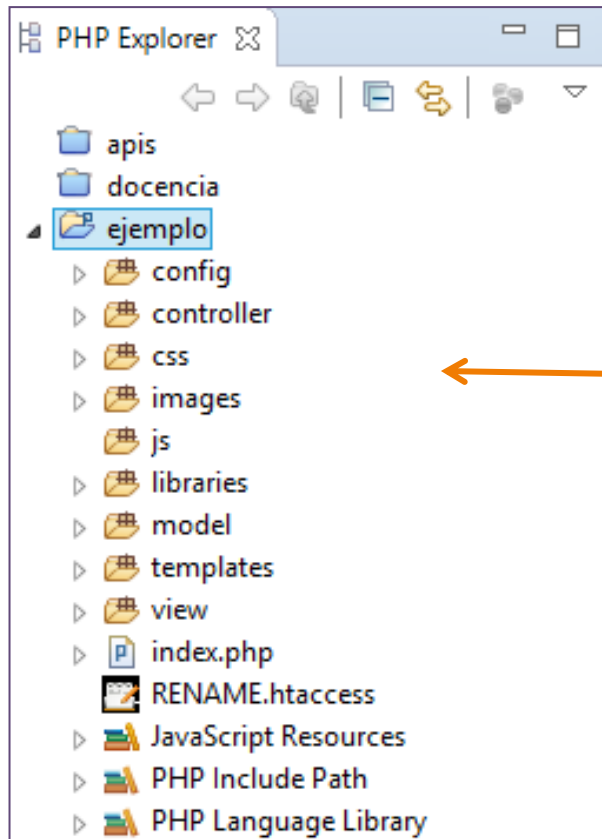 PHP Explorer
apis
docencia
ejemplo
config
controller
css
images
js
libraries
model
templates
view
index.php
RENAME.htaccess
JavaScript Resources
PHP Include Path
PHP Language Library